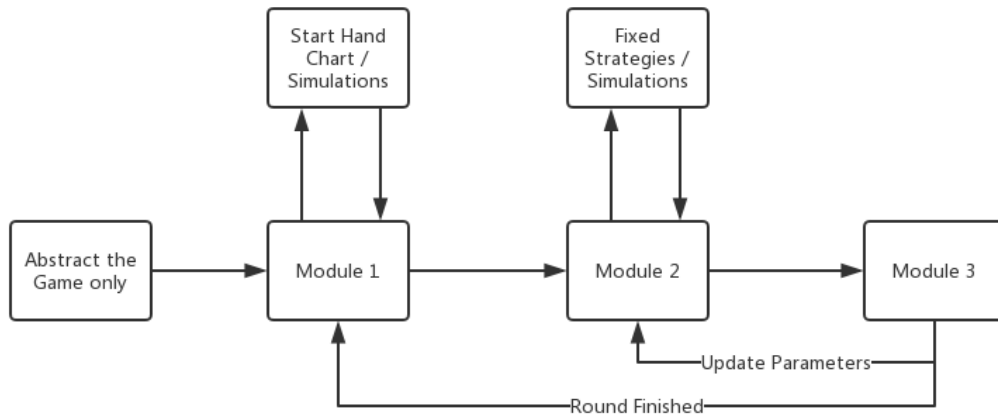 Start Hand
Chart /
Simulations
Fixed
Strategies /
Simulations
Abstract the
Game only
Module 1
Module 2
Module 3
Update Parameters
Round Finished